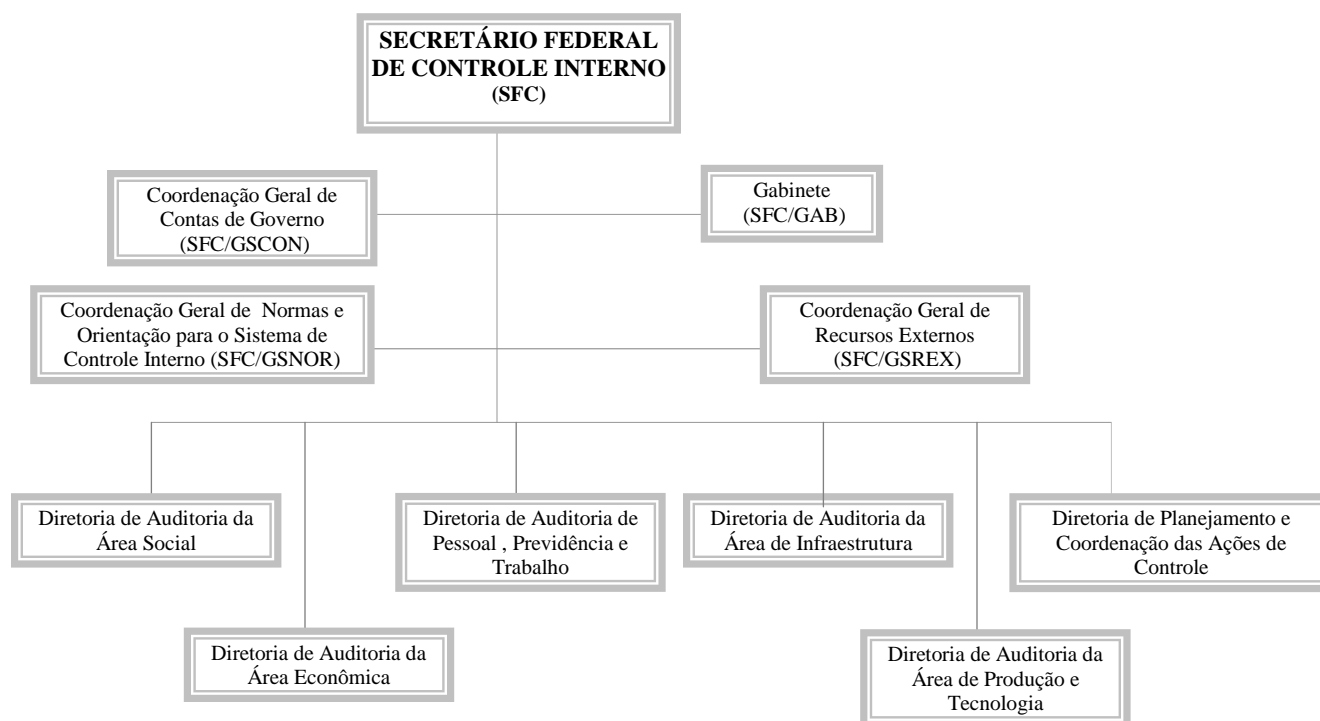 SECRETÁRIO FEDERAL
DE CONTROLE INTERNO
(SFC)
Coordenação Geral de
Contas de Governo
(SFC/GSCON)
Gabinete
(SFC/GAB)
Coordenação Geral de Normas e
Orientação para o Sistema de
Controle Interno (SFC/GSNOR)
Coordenação Geral de
Recursos Externos
(SFC/GSREX)
Diretoria de Auditoria da
Área Social
Diretoria de Auditoria de
Pessoal , Previdência e
Trabalho
Diretoria de Auditoria da
Área de Infraestrutura
Diretoria de Planejamento e
Coordenação das Ações de
Controle
Diretoria de Auditoria da
Área Econômica
Diretoria de Auditoria da
Área de Produção e
Tecnologia